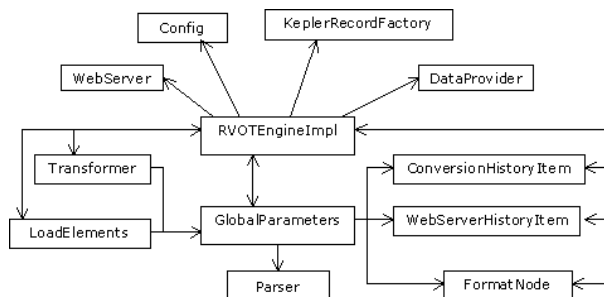 Config
KeplerRecordFactory
WebServer
DataProvider
RVOTEngineImpl
Transformer
ConversionHistoryItem
LoadElements
GlobalParameters
WebServerHistoryItem
Parser
FormatNode